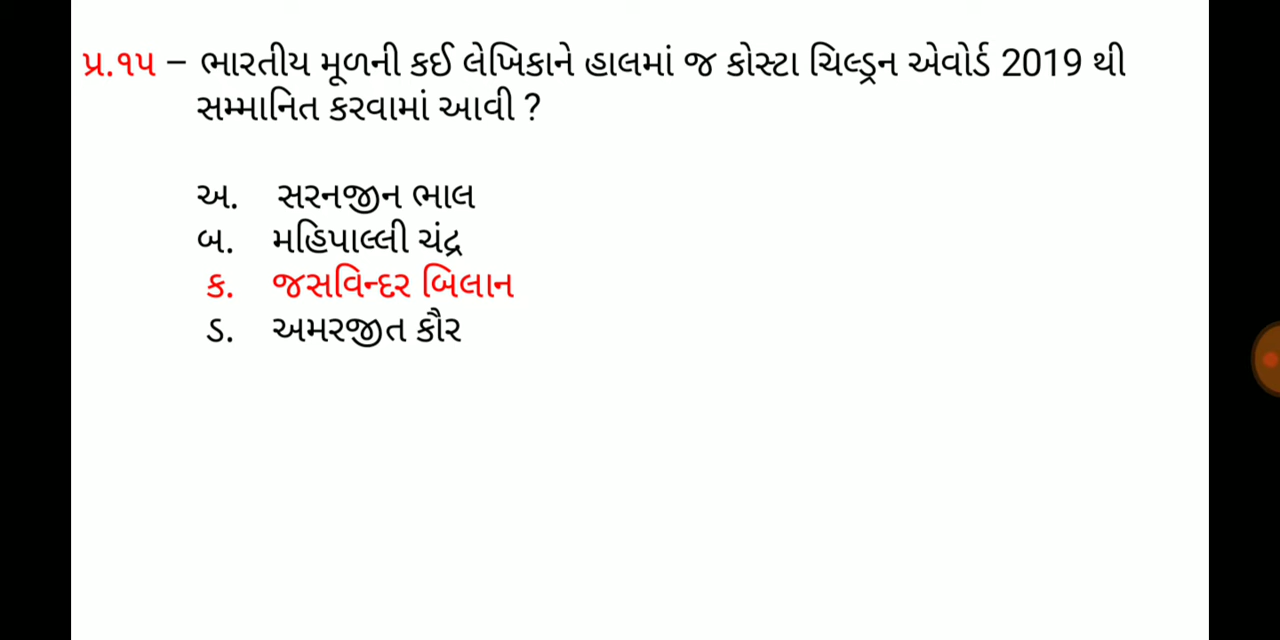 પ્ર.૧૫ – ભારતીય મૂળની કઈ લેખિકાને હાલમાં જ કોસ્ટા ચિલ્ડ્રન એવોર્ડ 2019 થી
સમ્માનિત કરવામાં આવી ?
અ. સરનજીન ભાલ
બ. મહિપાલ્લી ચંદ્ર
ક. જસવિન્દર બિલાન
ડ. અમરજીત કૌર